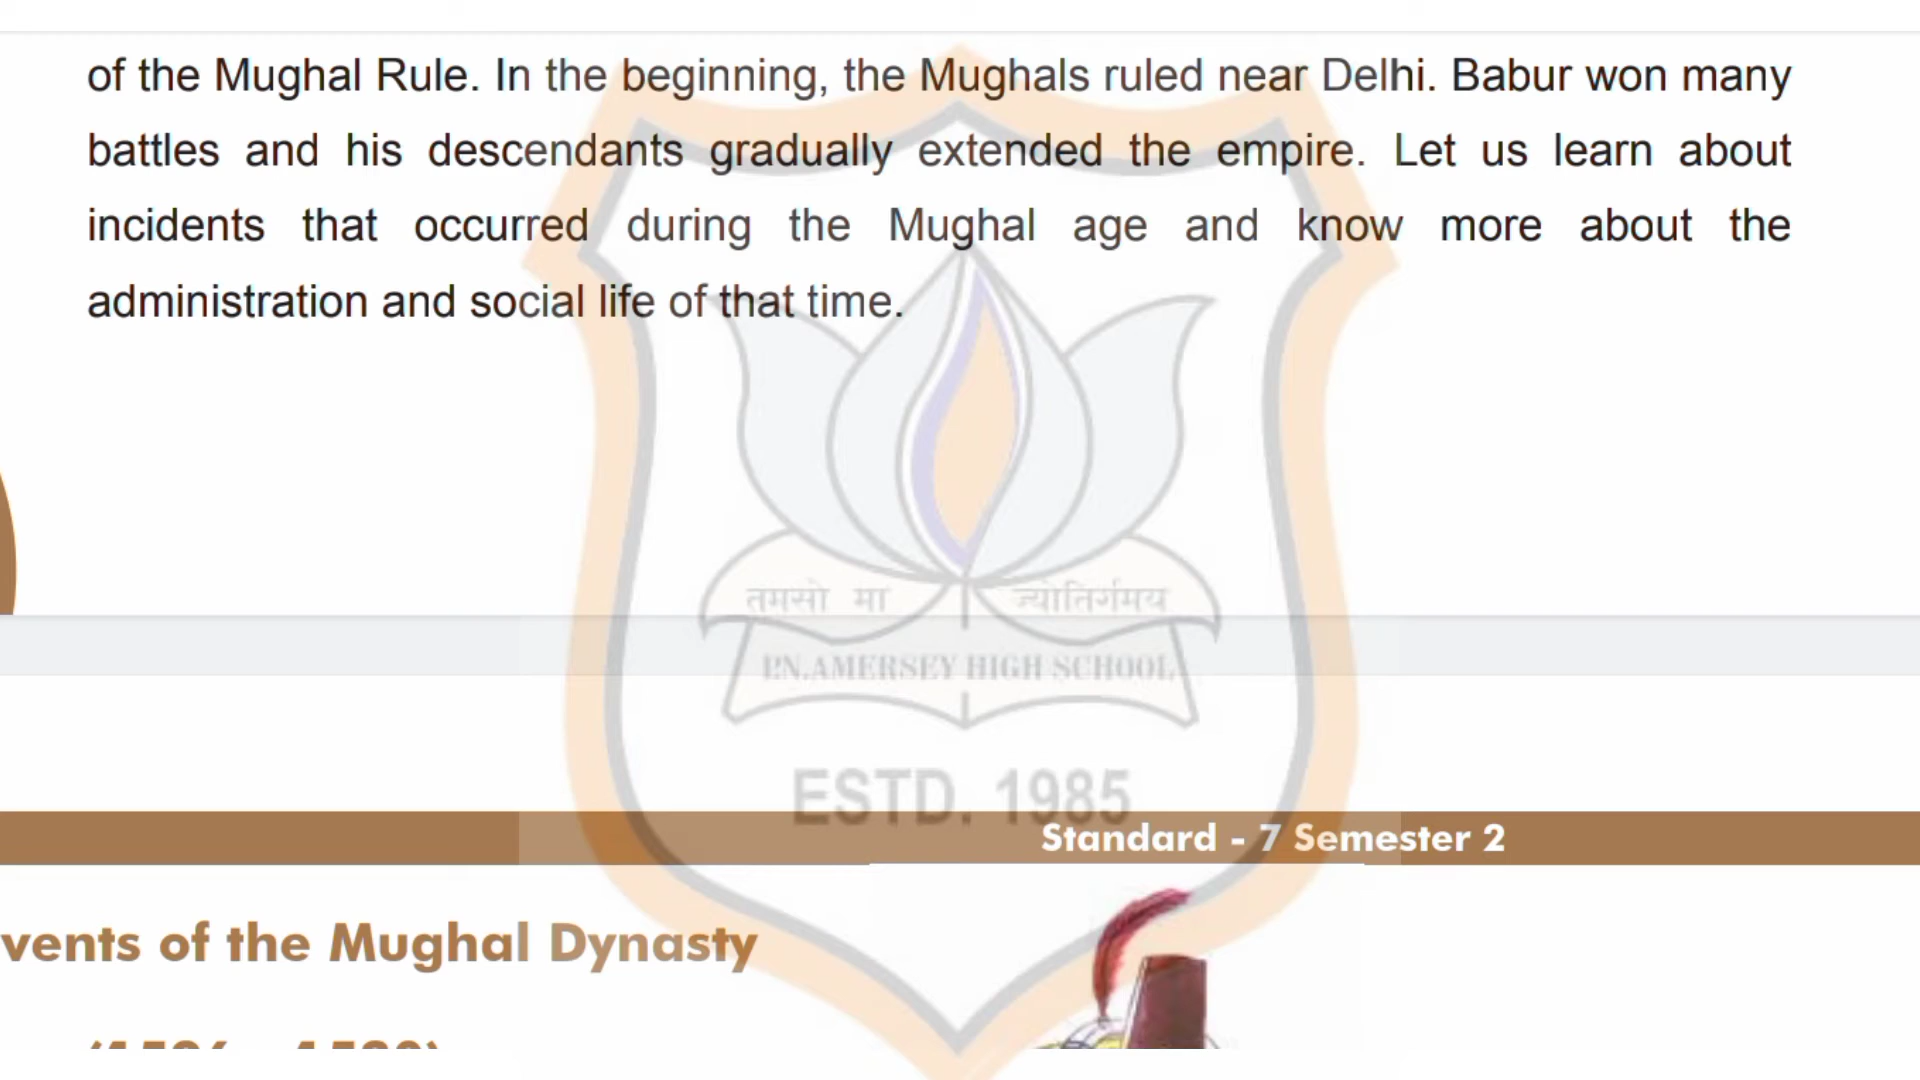 of the Mughal Rule. In the beginning, the Mughals ruled near Delhi. Babur won many
battles and his descendants gradually extended the empire. Let us learn about
incidents that occurred during the Mughal age and know more about the
administration and social life of that time.
तमसो मा ज्योतिर्गमय
P.N.AMERSEY HIGH SCHOOL
ESTD. 1985
Standard - 7 Semester 2
vents of the Mughal Dynasty